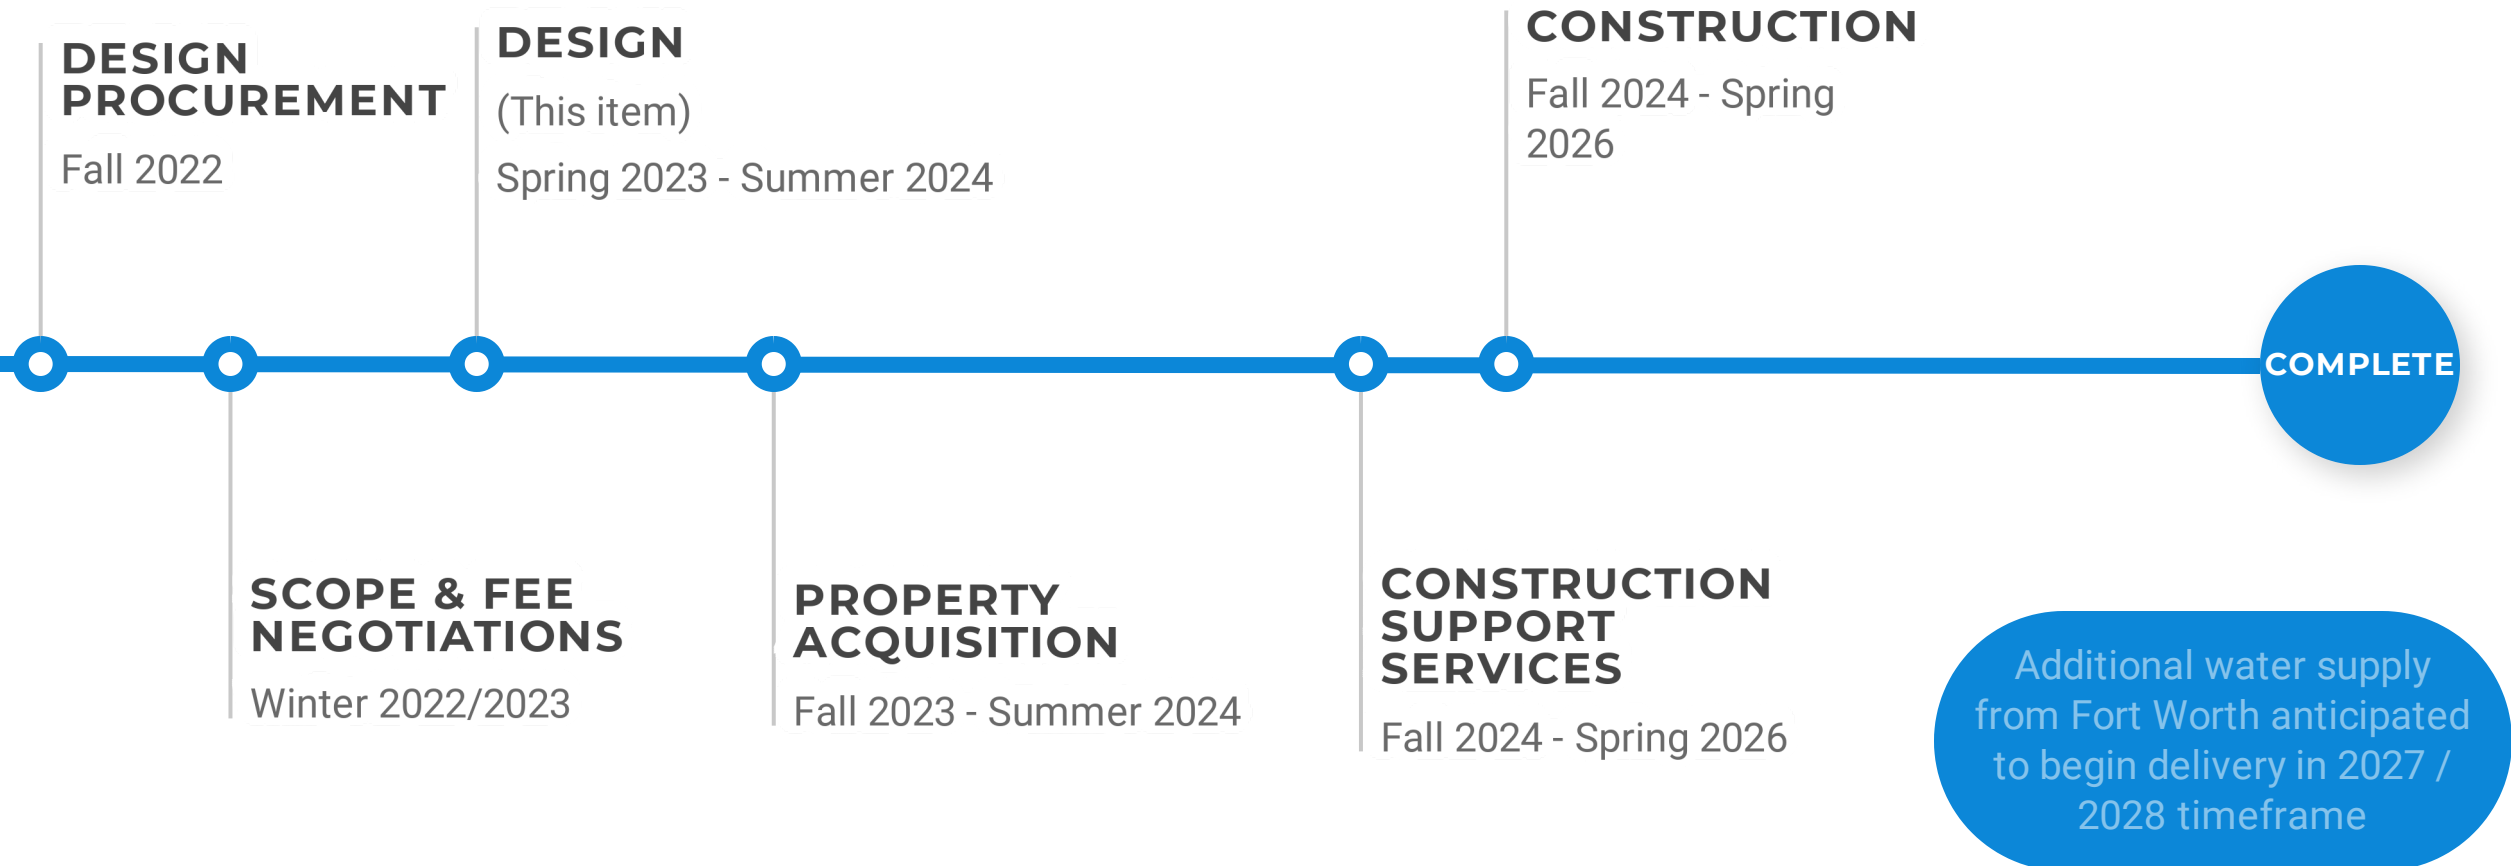 DESIGN
PROCUREMENT
Fall 2022
DESIGN
(This item)
Spring 2023 - Summer 2024
CONSTRUCTION
Fall 2024 - Spring
2026
COMPLETE
SCOPE & FEE
NEGOTIATIONS
Winter 2022/2023
PROPERTY
ACQUISITION
Fall 2023 - Summer 2024
CONSTRUCTION
SUPPORT
SERVICES
Fall 2024 - Spring 2026
Additional water supply
from Fort Worth anticipated
to begin delivery in 2027 /
2028 timeframe